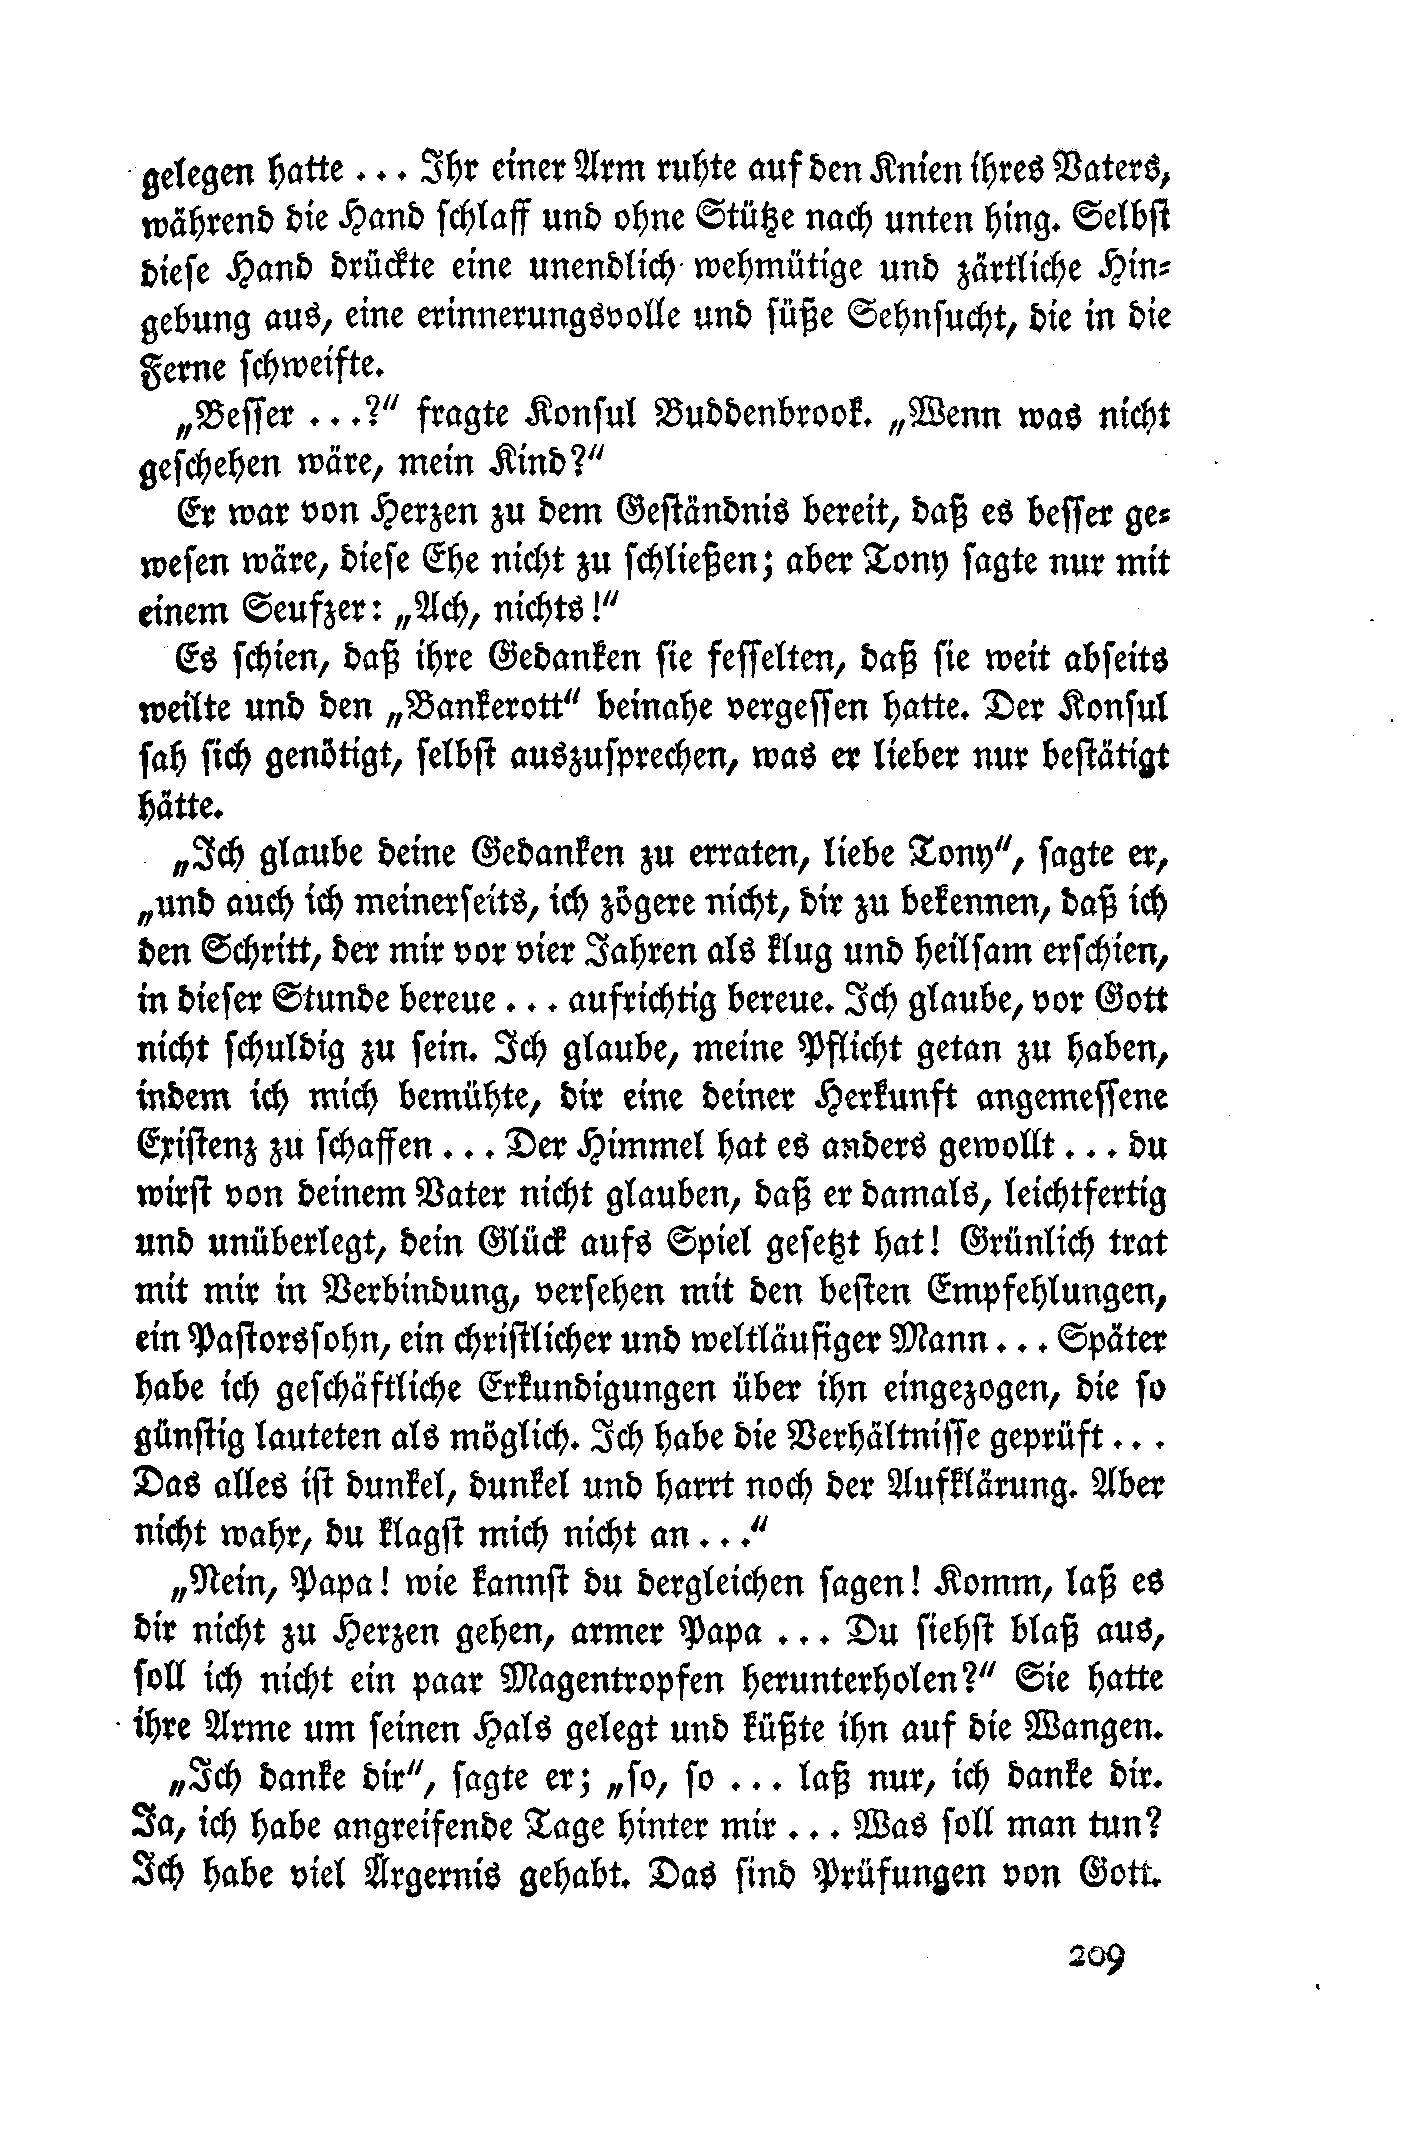 gelegen hatte ... Ihr einer Arm ruhte auf den Knien ihres Vaters,
während die Hand schlaff und ohne Stütze nach unten hing. Selbst
diese Hand drückte eine unendlich wehmütige und zärtliche Hin-
gebung aus, eine erinnerungsvolle und süße Sehnsucht, die in die
Ferne schweifte.
„Besser ...?“ fragte Konsul Buddenbrook. „Wenn was nicht
geschehen wäre, mein Kind?“
Er war von Herzen zu dem Geständnis bereit, daß es besser ge-
wesen wäre, diese Ehe nicht zu schließen; aber Tony sagte nur mit
einem Seufzer: „Ach, nichts!“
Es schien, daß ihre Gedanken sie fesselten, daß sie weit abseits
weilte und den „Bankerott“ beinahe vergessen hatte. Der Konsul
sah sich genötigt, selbst auszusprechen, was er lieber nur bestätigt
hätte.
„Ich glaube deine Gedanken zu erraten, liebe Tony“, sagte er,
„und auch ich meinerseits, ich zögere nicht, dir zu bekennen, daß ich
den Schritt, der mir vor vier Jahren als klug und heilsam erschien,
in dieser Stunde bereue ... aufrichtig bereue. Ich glaube, vor Gott
nicht schuldig zu sein. Ich glaube, meine Pflicht getan zu haben,
indem ich mich bemühte, dir eine deiner Herkunft angemessene
Existenz zu schaffen ... Der Himmel hat es anders gewollt ... du
wirst von deinem Vater nicht glauben, daß er damals, leichtfertig
und unüberlegt, dein Glück aufs Spiel gesetzt hat! Grünlich trat
mit mir in Verbindung, versehen mit den besten Empfehlungen,
ein Pastorssohn, ein christlicher und weltläufiger Mann ... Später
habe ich geschäftliche Erkundigungen über ihn eingezogen, die so
günstig lauteten als möglich. Ich habe die Verhältnisse geprüft ...
Das alles ist dunkel, dunkel und harrt noch der Aufklärung. Aber
nicht wahr, du klagst mich nicht an ...“
„Nein, Papa! wie kannst du dergleichen sagen! Komm, laß es
dir nicht zu Herzen gehen, armer Papa ... Du siehst blaß aus,
soll ich nicht ein paar Magentropfen herunterholen?“ Sie hatte
ihre Arme um seinen Hals gelegt und küßte ihn auf die Wangen.
„Ich danke dir“, sagte er; „so, so ... laß nur, ich danke dir.
Ja, ich habe angreifende Tage hinter mir ... Was soll man tun?
Ich habe viel Ärgernis gehabt. Das sind Prüfungen von Gott.
209